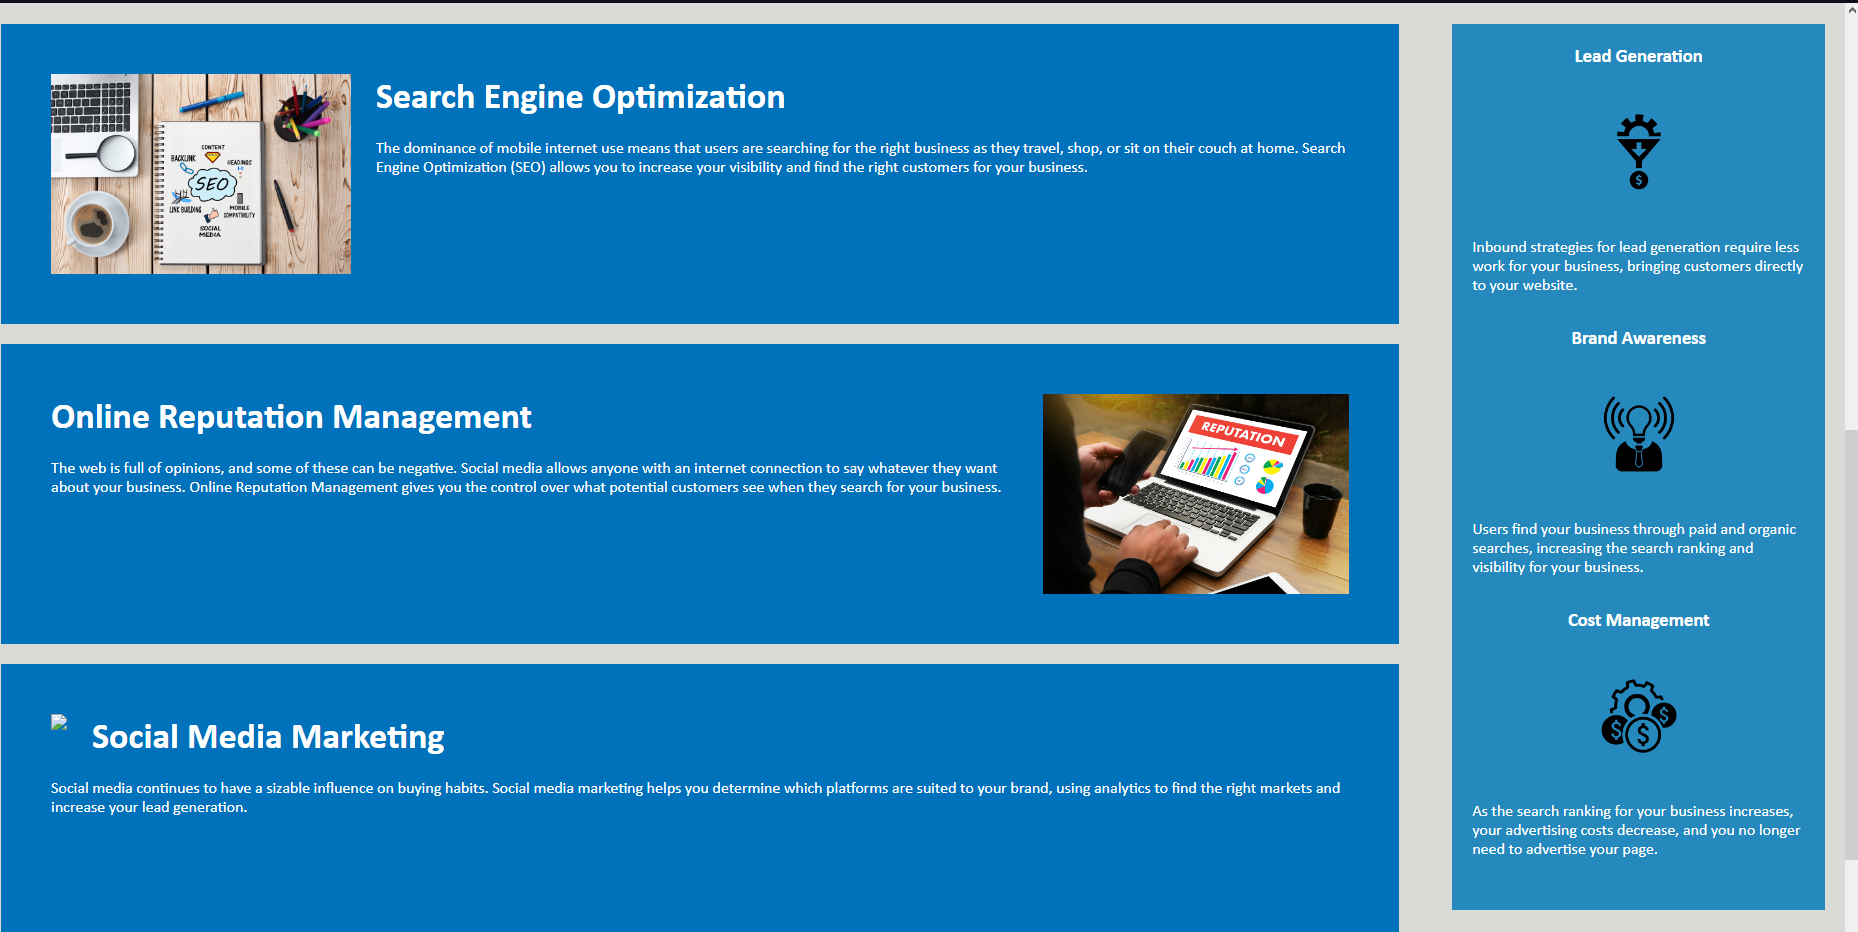 Search Engine Optimization
The dominance of mobile internet use means that users are searching for the right business as they travel, shop, or sit on their couch at home. Search
Engine Optimization (SEO) allows you to increase your visibility and find the right customers for your business.
CONTENT
BACKLINK
HEADINGS
SEO
LINK BUILDING
MOBILE
COMPATIBILITY
SOCIAL
MEDIA
Online Reputation Management
The web is full of opinions, and some of these can be negative. Social media allows anyone with an internet connection to say whatever they want
about your business. Online Reputation Management gives you the control over what potential customers see when they search for your business.
REPUTATION
Social Media Marketing
Social media continues to have a sizable influence on buying habits. Social media marketing helps you determine which platforms are suited to your brand, using analytics to find the right markets and
increase your lead generation.
Lead Generation
$
Inbound strategies for lead generation require less
work for your business, bringing customers directly
to your website.
Brand Awareness
Users find your business through paid and organic
searches, increasing the search ranking and
visibility for your business.
Cost Management
$ $ $
As the search ranking for your business increases,
your advertising costs decrease, and you no longer
need to advertise your page.